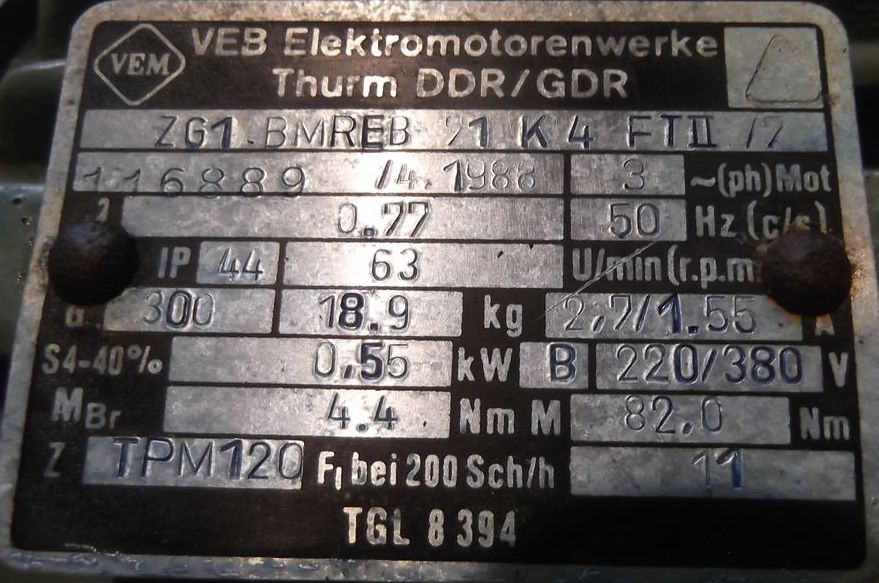 VEM VEB Elektromotorenwerke
Thurm DDR/GDR
ZG1.BMREB 71 K 4 FT II /2
116889 /4.1988 3 ~(ph)Mot
0.77 50 Hz (c/s)
IP 44 63 U/min(r.p.m
300 18.9 kg 2,7/1.55 A
S4-40% 0,55 kW B 220/380 V
MBr 4.4 Nm M 82.0 Nm
Z TPM120 F₁ bei 200 Sch/h 11
TGL 8 394